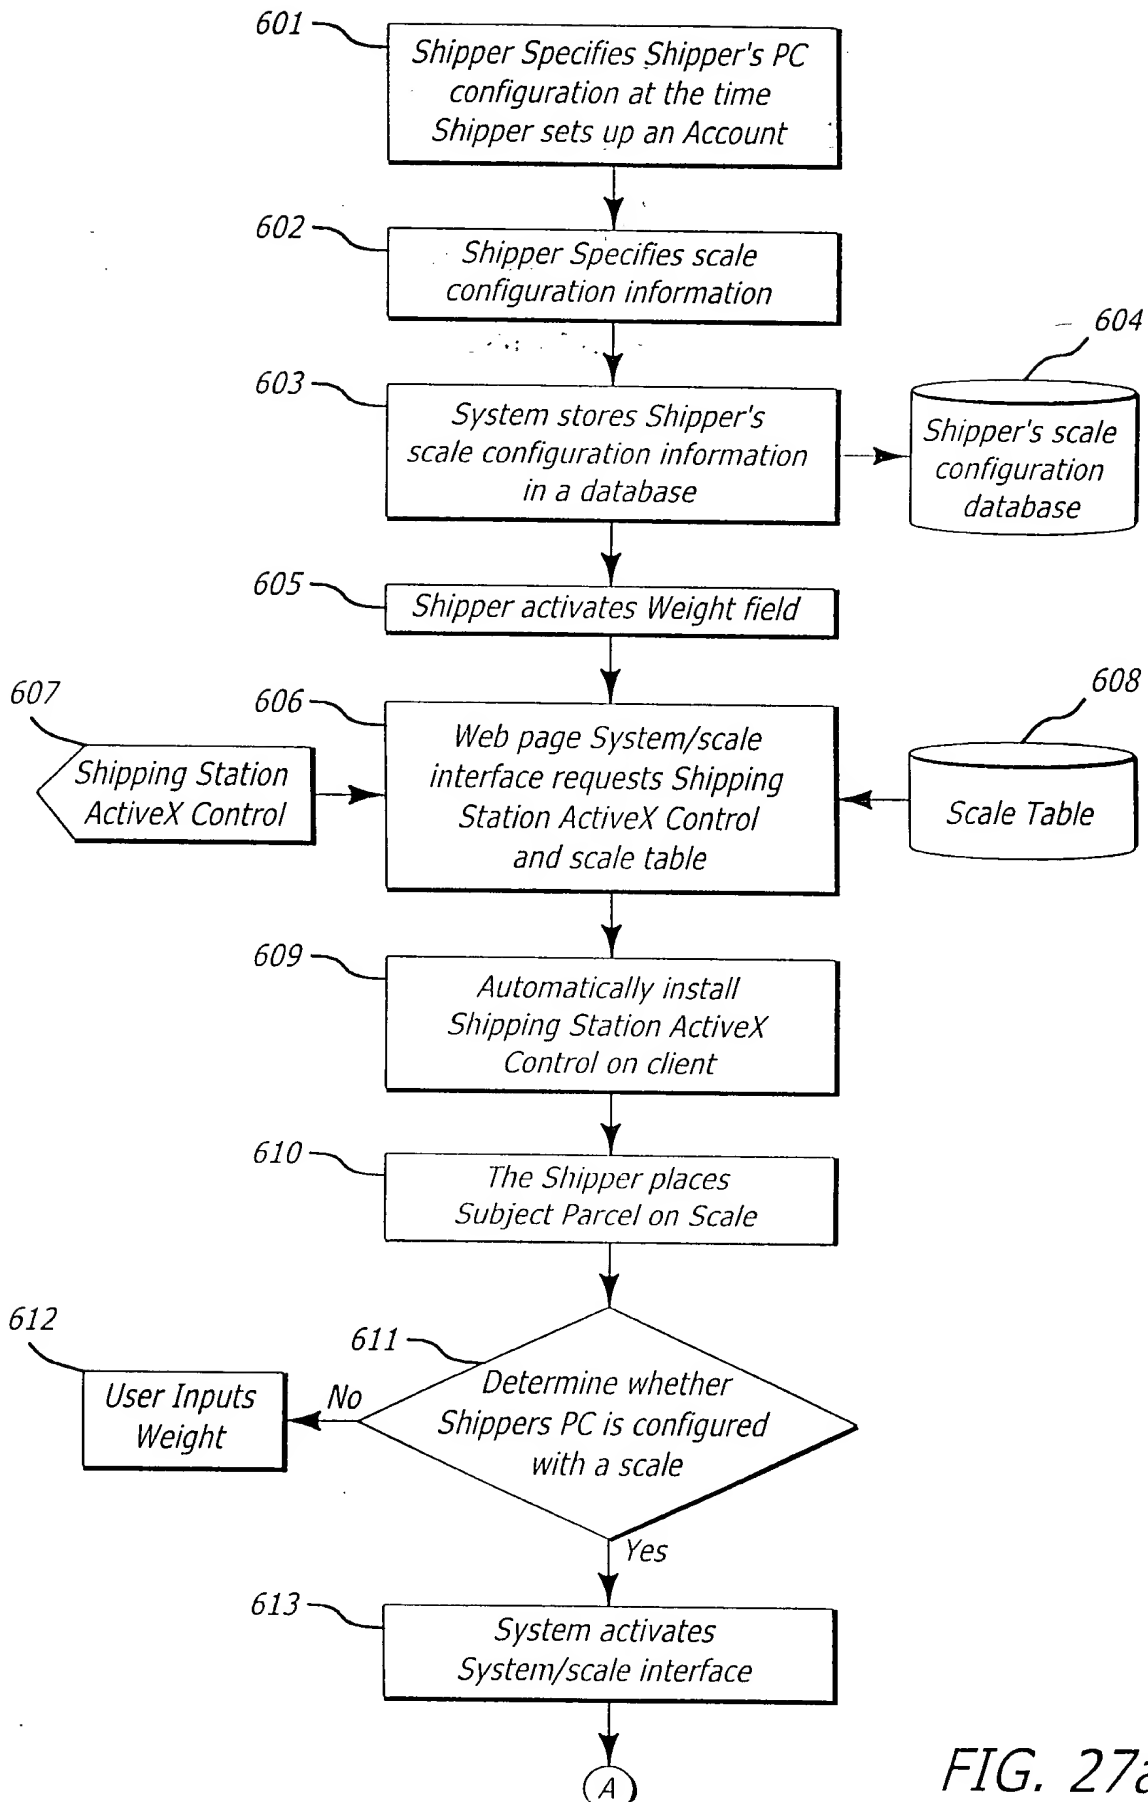 601
Shipper Specifies Shipper's PC
configuration at the time
Shipper sets up an Account
602
Shipper Specifies scale
configuration information
603
System stores Shipper's
scale configuration information
in a database
604
Shipper's scale
configuration
database
605
Shipper activates Weight field
606
Web page System/scale
interface requests Shipping
Station ActiveX Control
and scale table
607
Shipping Station
ActiveX Control
608
Scale Table
609
Automatically install
Shipping Station ActiveX
Control on client
610
The Shipper places
Subject Parcel on Scale
611
Determine whether
Shippers PC is configured
with a scale
No
612
User Inputs
Weight
Yes
613
System activates
System/scale interface
A
FIG. 27a